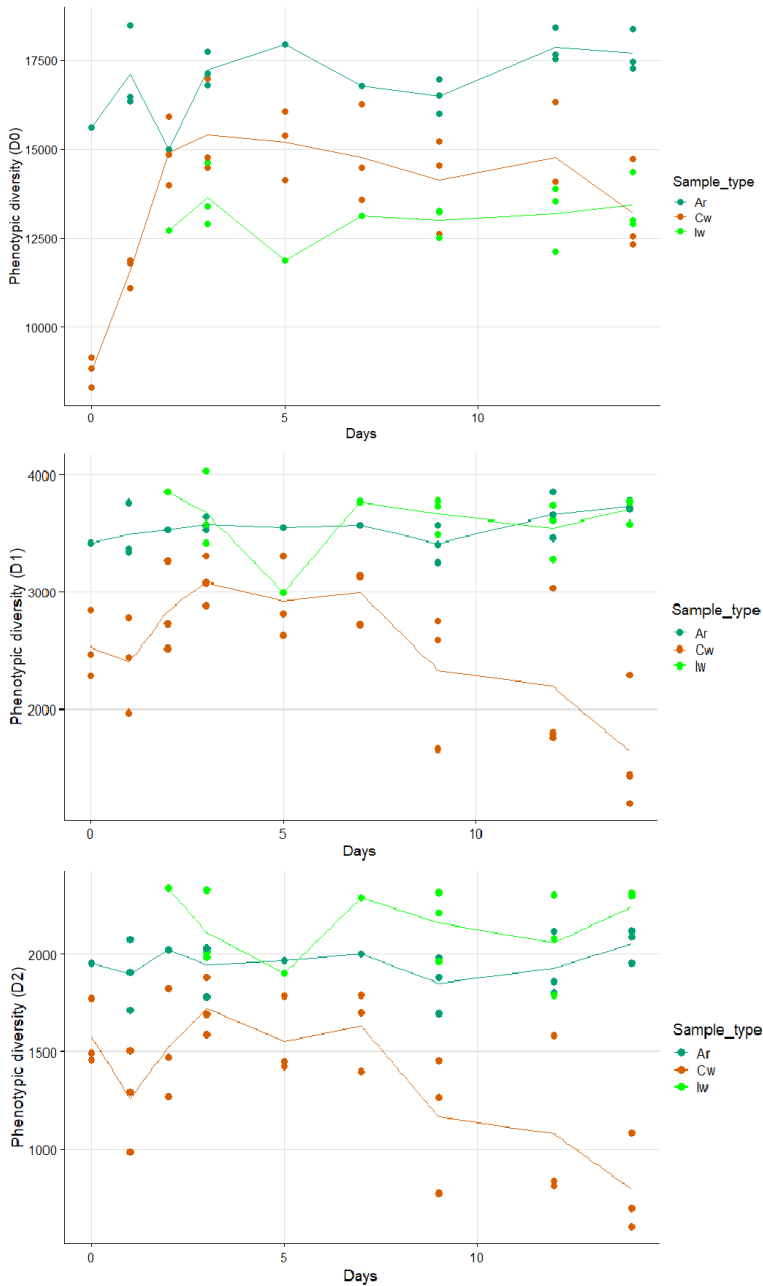 Phenotypic diversity (D0)
17500
15000
12500
10000
0
5
10
Days
Sample_type
Ar
Cw
Iw
Phenotypic diversity (D1)
4000
3000
2000
0
5
10
Days
Sample_type
Ar
Cw
Iw
Phenotypic diversity (D2)
2000
1500
1000
0
5
10
Days
Sample_type
Ar
Cw
Iw